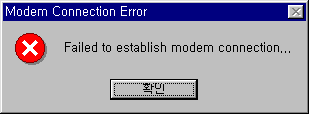 Modem Connection Error
Failed to establish modem connection...
확인